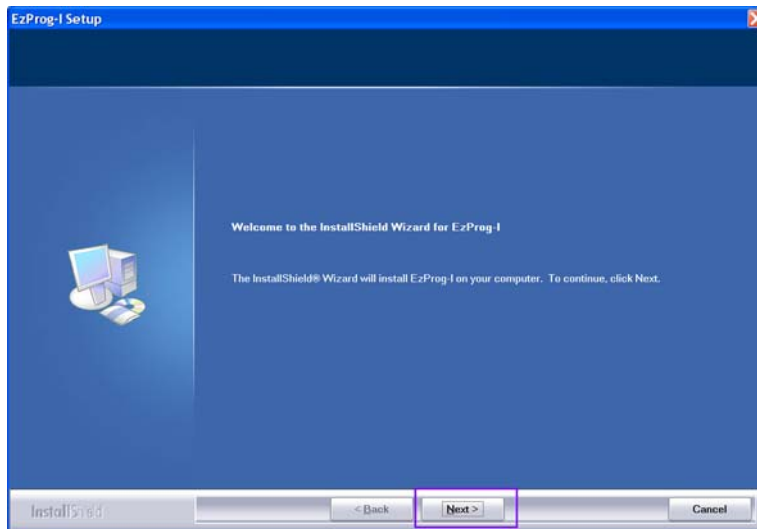 EzProg-I Setup
Welcome to the InstallShield Wizard for EzProg-I
The InstallShield® Wizard will install EzProg-I on your computer. To continue, click Next.
InstallShield
< Back
Next >
Cancel